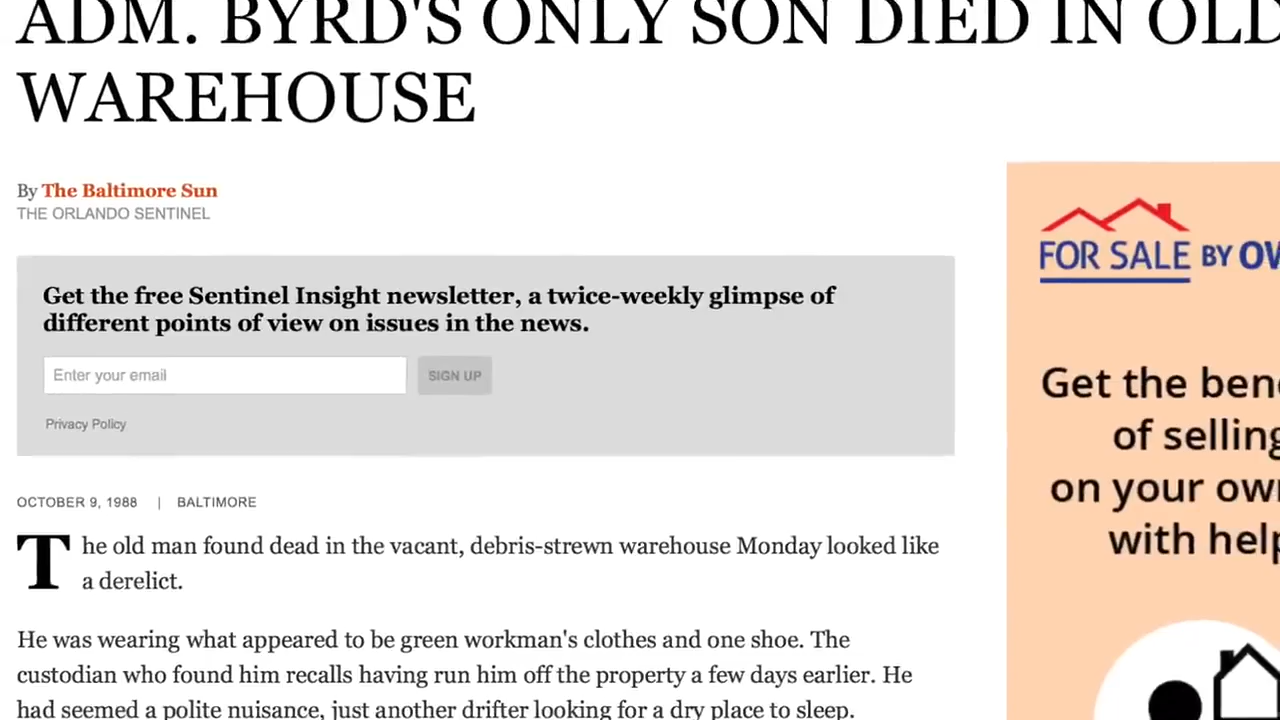 ADM. BYRD'S ONLY SON DIED IN OLD
WAREHOUSE
By The Baltimore Sun
THE ORLANDO SENTINEL
Get the free Sentinel Insight newsletter, a twice-weekly glimpse of
different points of view on issues in the news.
Enter your email
SIGN UP
Privacy Policy
OCTOBER 9, 1988 | BALTIMORE
The old man found dead in the vacant, debris-strewn warehouse Monday looked like
a derelict.
He was wearing what appeared to be green workman's clothes and one shoe. The
custodian who found him recalls having run him off the property a few days earlier. He
had seemed a polite nuisance, just another drifter looking for a dry place to sleep.
FOR SALE BY
Get the
of selling
on your
with help